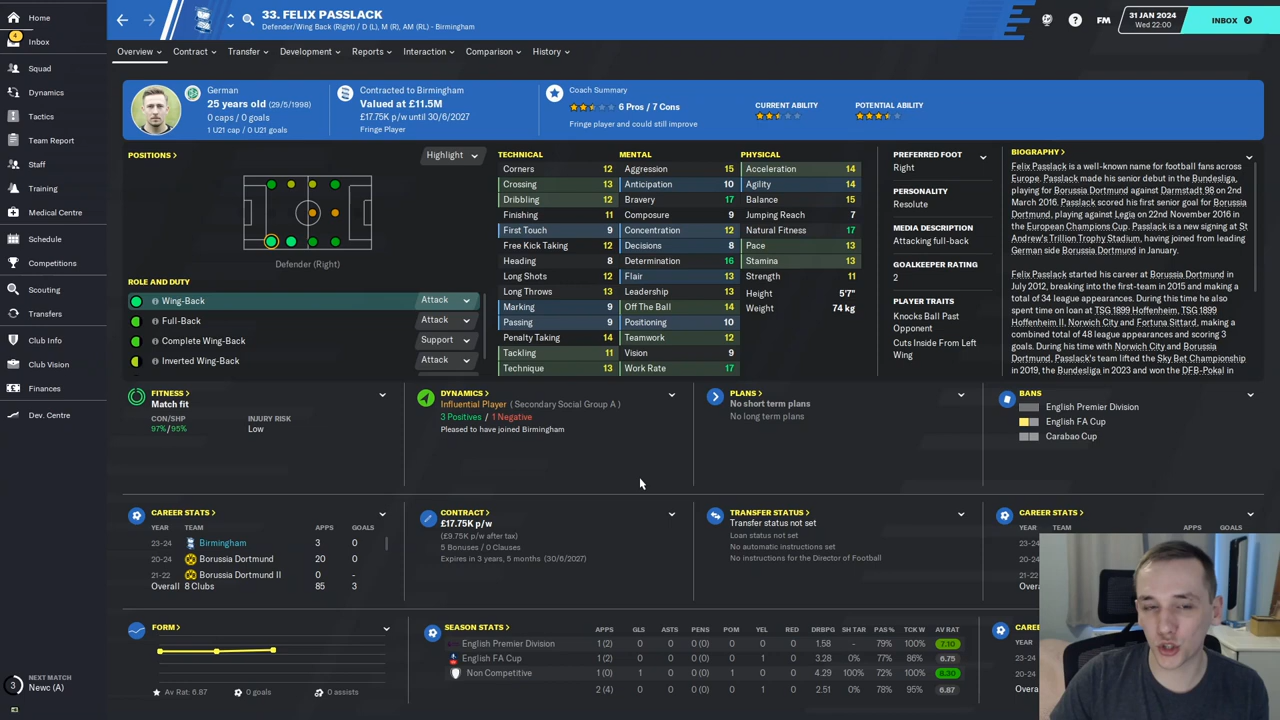 Home
33. FELIX PASSLACK
Defender/Wing Back (Right) / D (L), M (R), AM (RL) - Birmingham
FM
31 JAN 2024
Wed 22:00
INBOX
4
Inbox
Overview
Contract
Transfer
Development
Reports
Interaction
Comparison
History
Squad
Dynamics
Tactics
Team Report
Staff
Training
Medical Centre
Schedule
Competitions
Scouting
Transfers
Club Info
Club Vision
Finances
Dev. Centre
NEXT MATCH
3
Newc (A)
German
25 years old (29/5/1998)
0 caps / 0 goals
1 U21 cap / 0 U21 goals
Contracted to Birmingham
Valued at £11.5M
£17.75K p/w until 30/6/2027
Fringe Player
Coach Summary
6 Pros / 7 Cons
Fringe player and could still improve
CURRENT ABILITY
POTENTIAL ABILITY
POSITIONS
Highlight
Defender (Right)
ROLE AND DUTY
Wing-Back Attack
Full-Back Attack
Complete Wing-Back Support
Inverted Wing-Back Attack
TECHNICAL
Corners 12
Crossing 13
Dribbling 12
Finishing 11
First Touch 9
Free Kick Taking 12
Heading 8
Long Shots 12
Long Throws 13
Marking 9
Passing 9
Penalty Taking 14
Tackling 11
Technique 13
MENTAL
Aggression 15
Anticipation 10
Bravery 17
Composure 9
Concentration 12
Decisions 8
Determination 16
Flair 13
Leadership 13
Off The Ball 14
Positioning 10
Teamwork 12
Vision 9
Work Rate 17
PHYSICAL
Acceleration 14
Agility 14
Balance 15
Jumping Reach 7
Natural Fitness 17
Pace 13
Stamina 13
Strength 11
Height 5'7"
Weight 74 kg
PREFERRED FOOT
Right
PERSONALITY
Resolute
MEDIA DESCRIPTION
Attacking full-back
GOALKEEPER RATING
2
PLAYER TRAITS
Knocks Ball Past
Opponent
Cuts Inside From Left
Wing
BIOGRAPHY
Felix Passlack is a well-known name for football fans across
Europe. Passlack made his senior debut in the Bundesliga,
playing for Borussia Dortmund against Darmstadt 98 on 2nd
March 2016. Passlack scored his first senior goal for Borussia
Dortmund, playing against Legia on 22nd November 2016 in
the European Champions Cup. Passlack is a new signing at St
Andrew's Trillion Trophy Stadium, having joined from leading
German side Borussia Dortmund in January.
Felix Passlack started his career at Borussia Dortmund in
July 2012, breaking into the first-team in 2015 and making a
total of 34 league appearances. During this time he also
spent time on loan at TSG 1899 Hoffenheim, TSG 1899
Hoffenheim II, Norwich City and Fortuna Sittard, making a
combined total of 48 league appearances and scoring 3
goals. During his time with Norwich City and Borussia
Dortmund, Passlack's team lifted the Sky Bet Championship
in 2019, the Bundesliga in 2023 and won the DFB-Pokal in
FITNESS
Match fit
CON/SHP
97%/95%
INJURY RISK
Low
DYNAMICS
Influential Player ( Secondary Social Group A )
3 Positives / 1 Negative
Pleased to have joined Birmingham
PLANS
No short term plans
No long term plans
BANS
English Premier Division
English FA Cup
Carabao Cup
CAREER STATS
YEAR TEAM APPS GOALS
23-24 Birmingham 3 0
20-24 Borussia Dortmund 20 0
21-22 Borussia Dortmund II 0 -
Overall 8 Clubs 85 3
CONTRACT
£17.75K p/w
(£9.75K p/w after tax)
5 Bonuses / 0 Clauses
Expires in 3 years, 5 months (30/6/2027)
TRANSFER STATUS
Transfer status not set
Loan status not set
No automatic instructions set
No instructions for the Director of Football
CAREER STATS
YEAR TEAM APPS GOALS
23-24
20-24
21-22
Overall
FORM
Av Rat: 6.87
0 goals
0 assists
SEASON STATS
APPS GLS ASTS PENS POM YEL RED DRBPG SH TAR PAS % TCK W AV RAT
English Premier Division 1 (2) 0 0 0 (0) 0 0 0 1.58 - 79% 100% 7.10
English FA Cup 1 (2) 0 0 0 (0) 0 1 0 3.28 0% 77% 86% 6.75
Non Competitive 1 (0) 1 0 0 (0) 1 0 0 4.29 100% 72% 100% 8.30
2 (4) 0 0 0 (0) 0 1 0 2.51 0% 78% 95% 6.87
YEAR
23-24